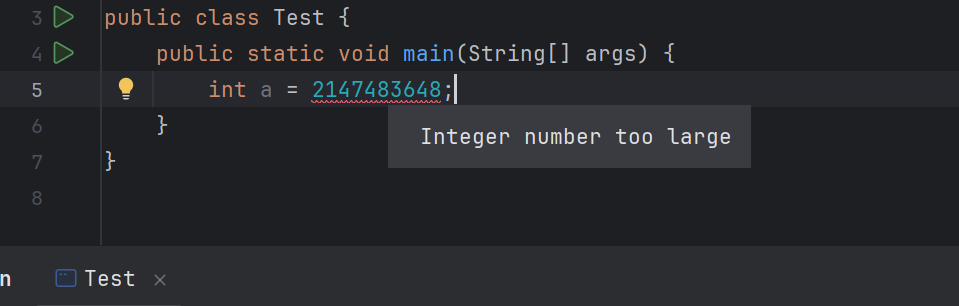 3 public class Test {
4 public static void main(String[] args) {
5 int a = 2147483648;
Integer number too large
6 }
7 }
8
n Test ×